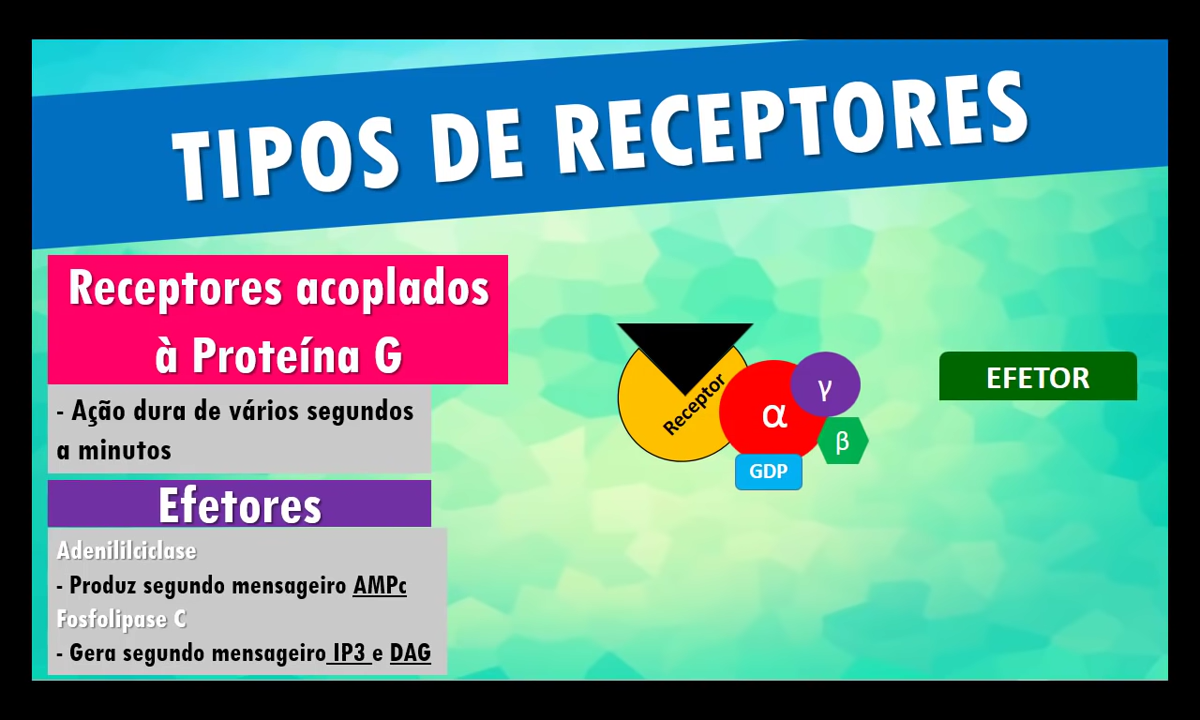 TIPOS DE RECEPTORES
Receptores acoplados
à Proteína G
- Ação dura de vários segundos
a minutos
Efetores
Adenililciclase
- Produz segundo mensageiro AMPc
Fosfolipase C
- Gera segundo mensageiro IP3 e DAG
Receptor
α
γ
β
GDP
EFETOR